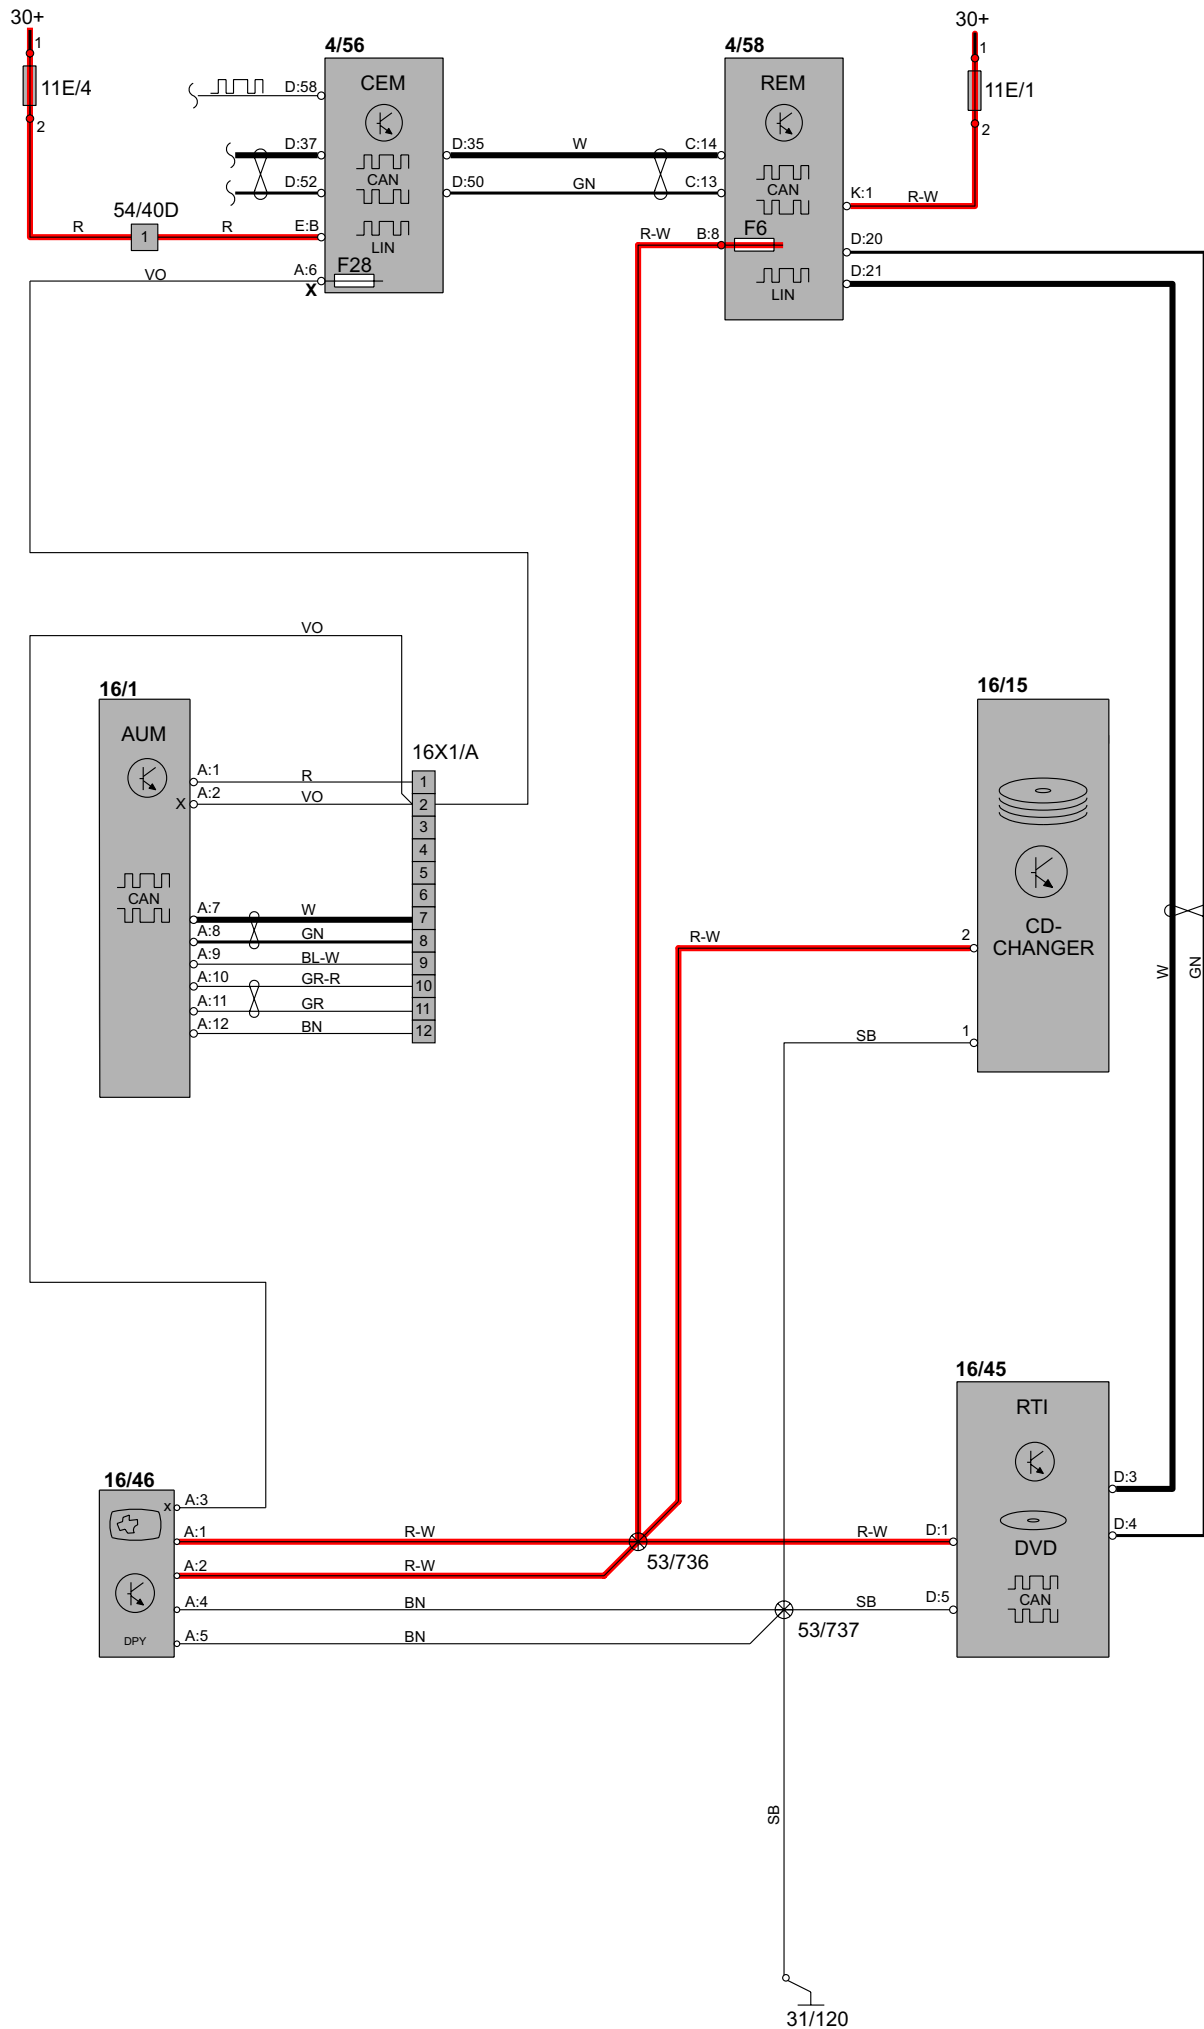 30+
30+
1
11E/4
2
4/56
4/58
1
11E/1
2
D:58
CEM
REM
D:37
D:35
W
C:14
CAN
CAN
D:52
D:50
GN
C:13
K:1
R-W
54/40D
R
1
R
E:B
LIN
R-W
B:8
F6
D:20
VO
A:6
F28
D:21
X
LIN
VO
16/1
16/15
AUM
16X1/A
A:1
R
1
X
A:2
VO
2
3
4
5
6
CAN
A:7
W
7
A:8
GN
8
A:9
BL-W
9
A:10
GR-R
10
A:11
GR
11
A:12
BN
12
R-W
2
CD-
CHANGER
W
GN
SB
1
16/45
RTI
16/46
x
A:3
D:3
A:1
R-W
R-W
D:1
D:4
DVD
A:2
R-W
53/736
CAN
A:4
BN
SB
D:5
53/737
DPY
A:5
BN
SB
31/120